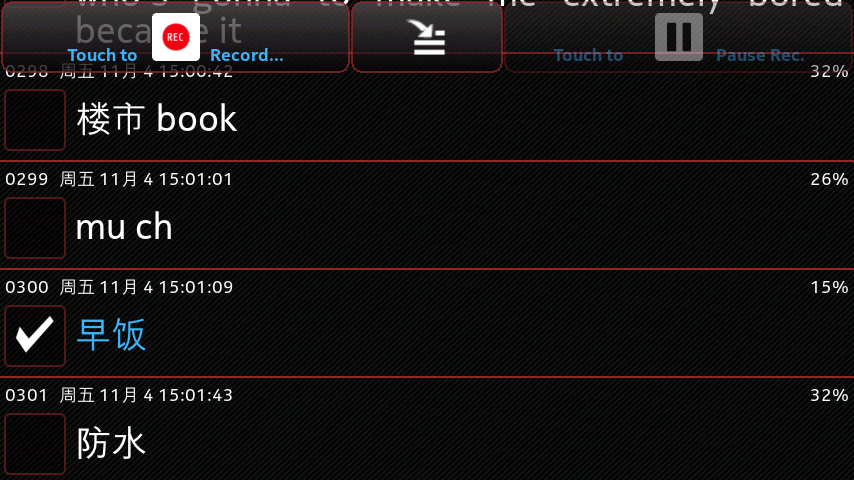 who's gonna to make me extremely bored
because it
Touch to REC Record...
Touch to Pause Rec.
0298 周五 11月 4 15:00:42 32%
楼市 book
0299 周五 11月 4 15:01:01 26%
mu ch
0300 周五 11月 4 15:01:09 15%
早饭
0301 周五 11月 4 15:01:43 32%
防水